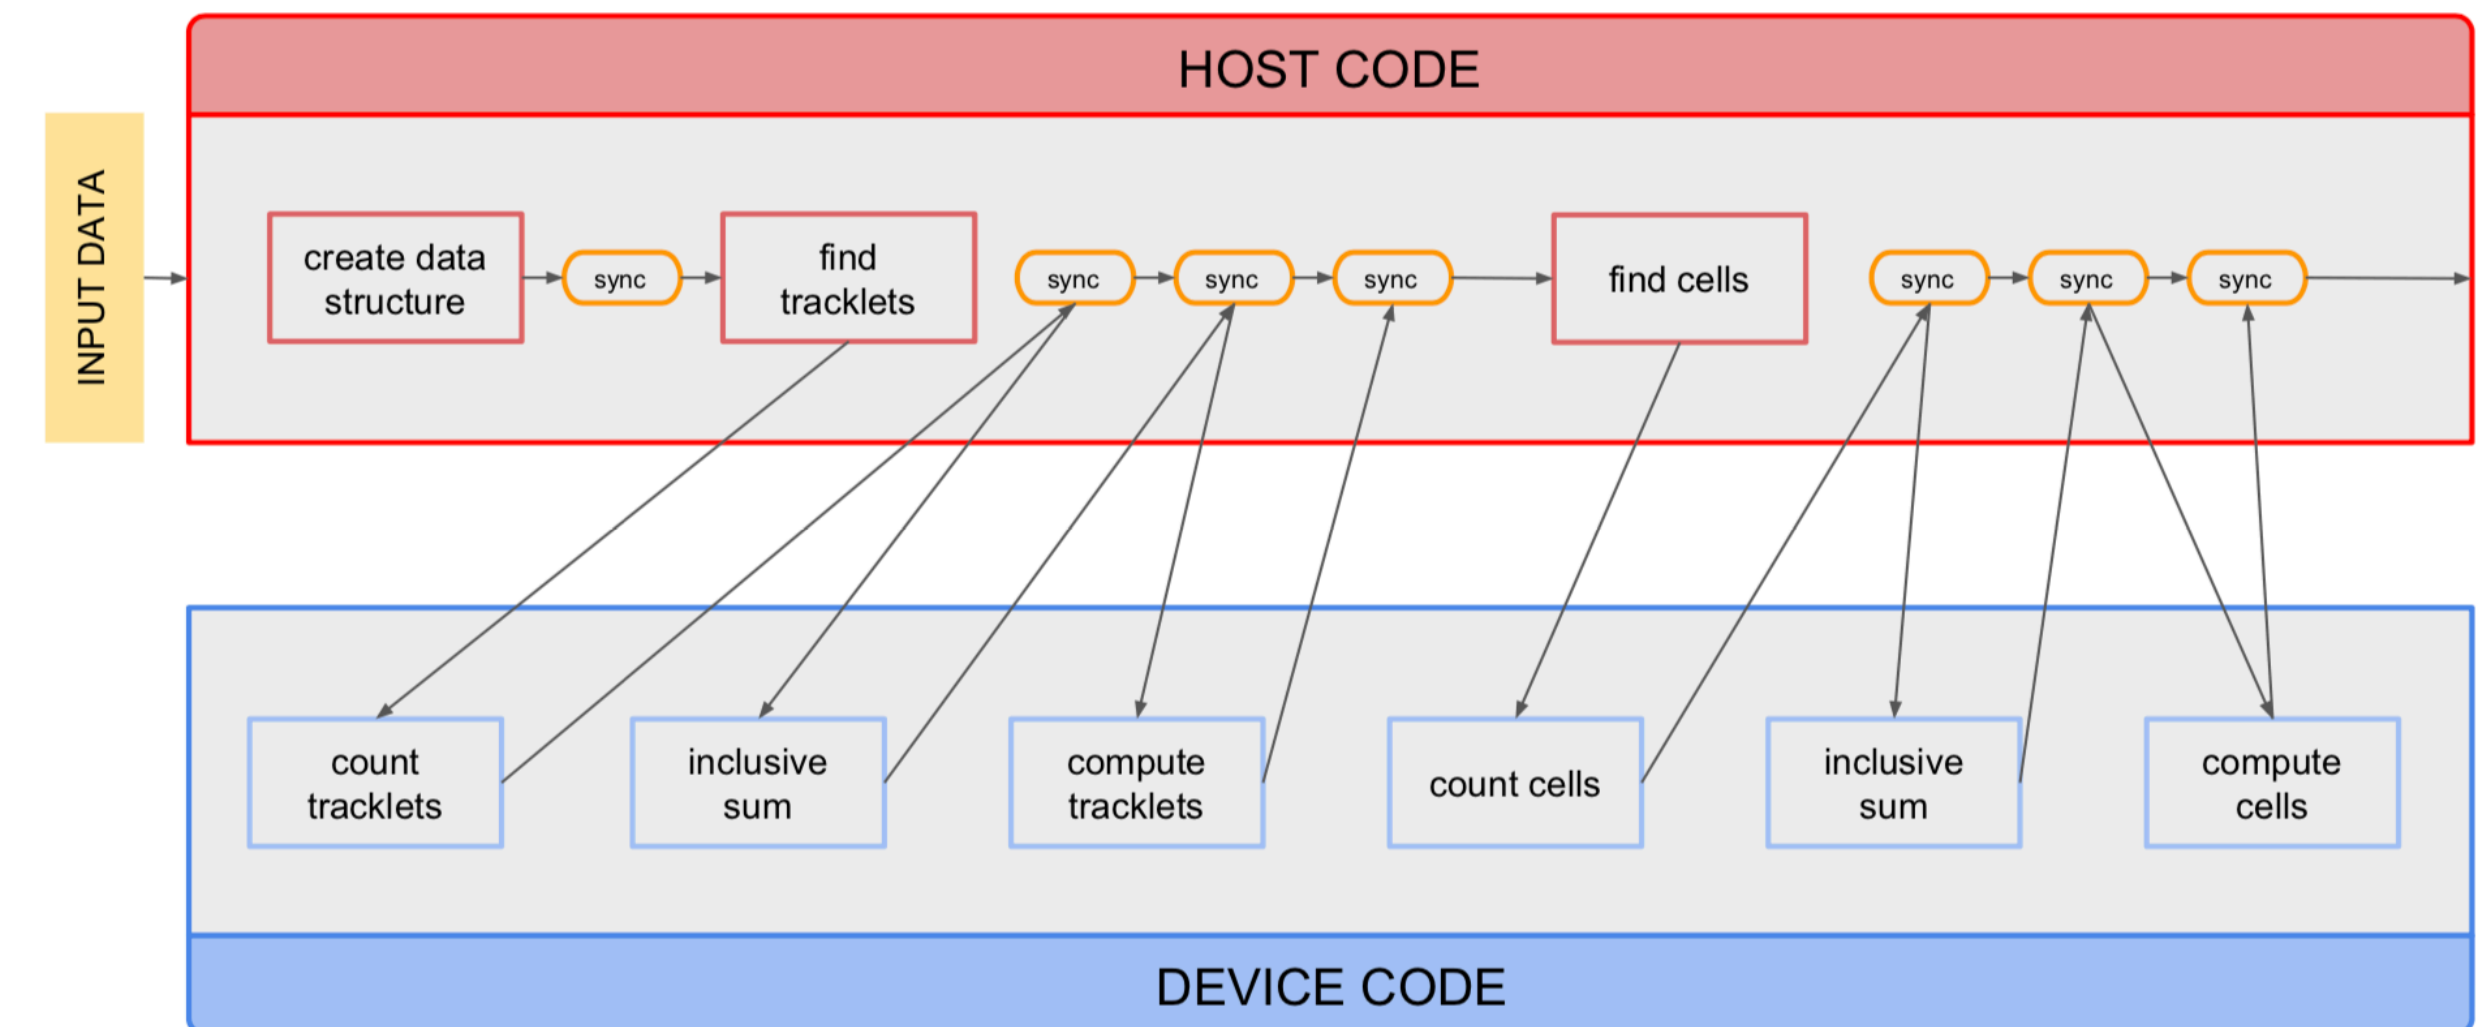 HOST CODE
INPUT DATA
create data
structure
sync
find
tracklets
sync
sync
sync
find cells
sync
sync
sync
count
tracklets
inclusive
sum
compute
tracklets
count cells
inclusive
sum
compute
cells
DEVICE CODE